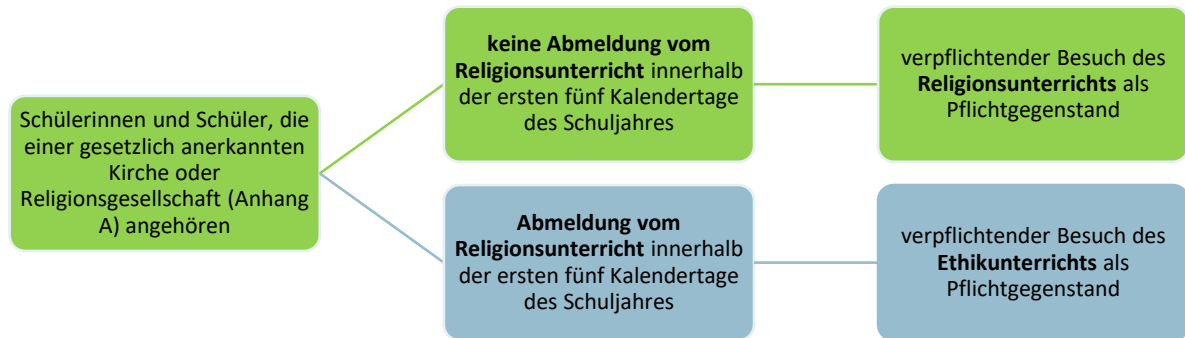 Schülerinnen und Schüler, die
einer gesetzlich anerkannten
Kirche oder
Religionsgesellschaft (Anhang
A) angehören
keine Abmeldung vom
Religionsunterricht innerhalb
der ersten fünf Kalendertage
des Schuljahres
verpflichtender Besuch des
Religionsunterrichts als
Pflichtgegenstand
Abmeldung vom
Religionsunterricht innerhalb
der ersten fünf Kalendertage
des Schuljahres
verpflichtender Besuch des
Ethikunterrichts als
Pflichtgegenstand